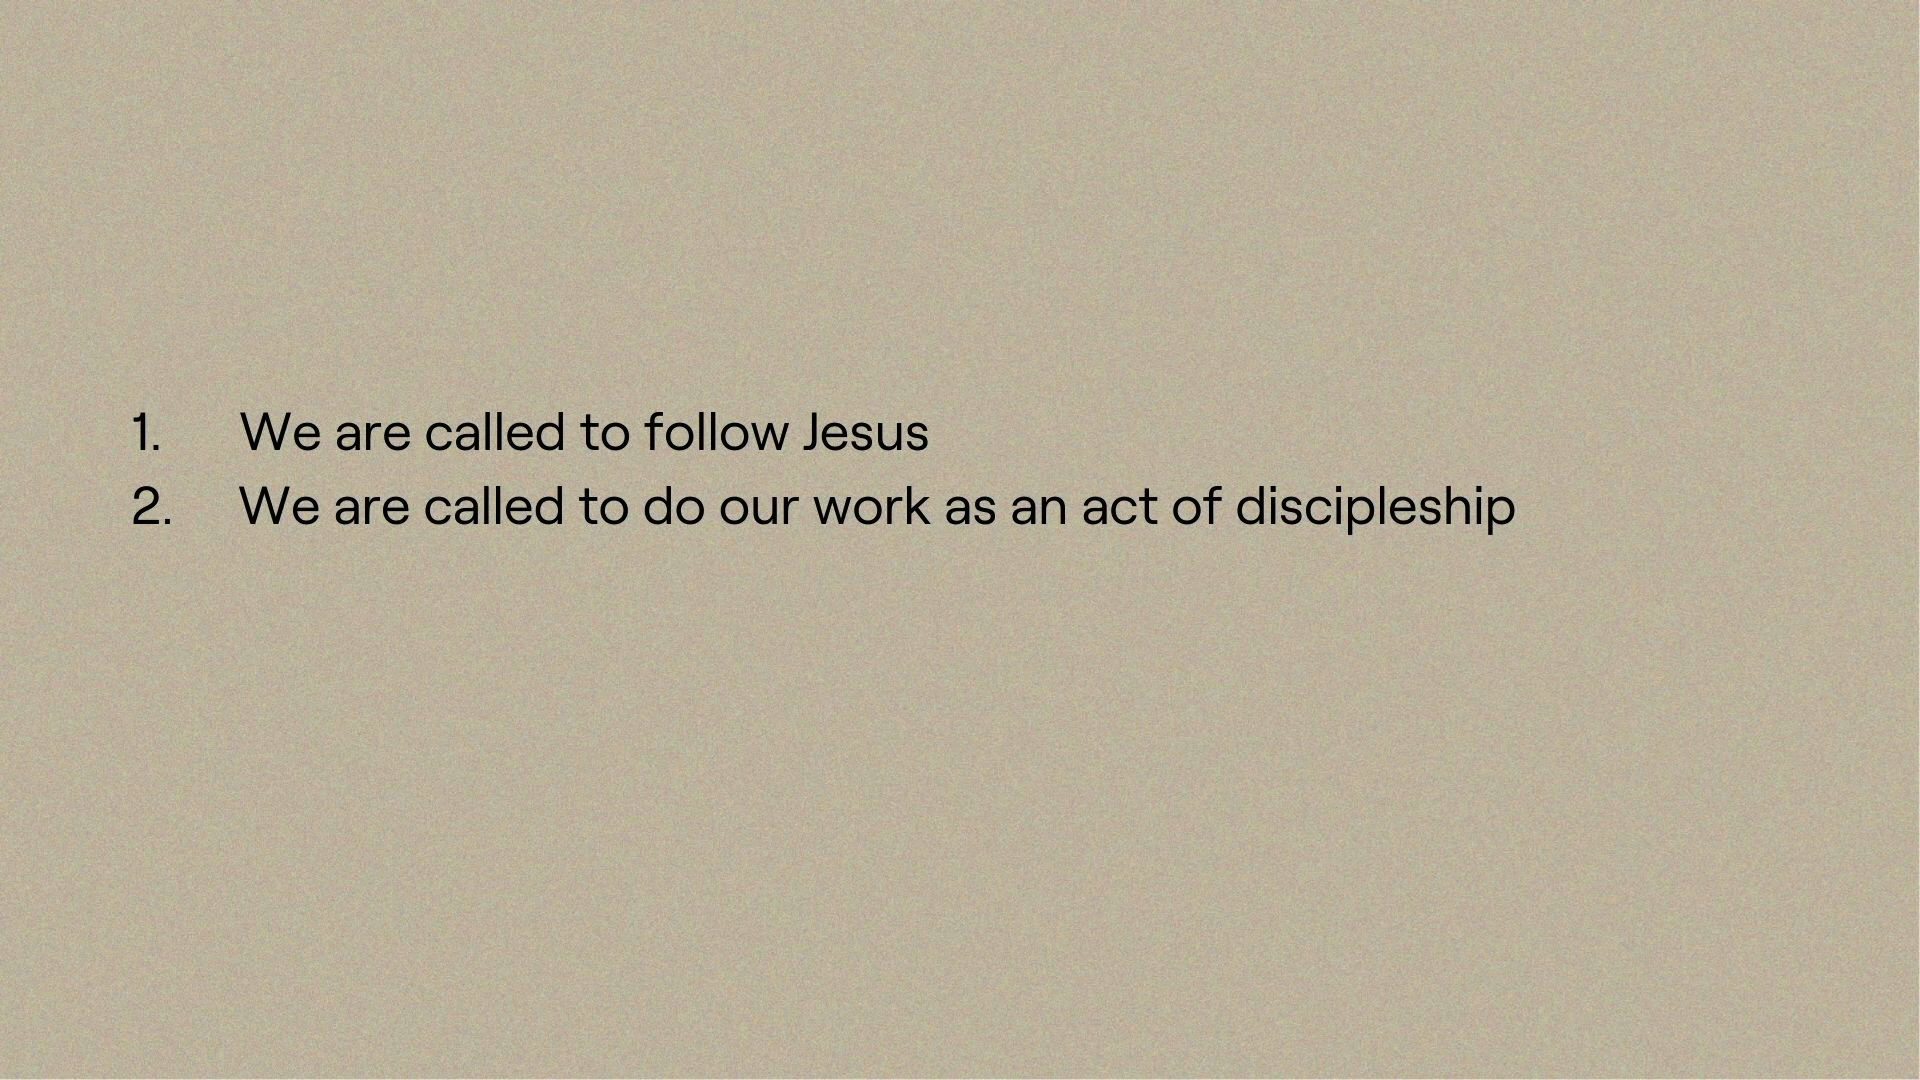 1. We are called to follow Jesus
2. We are called to do our work as an act of discipleship